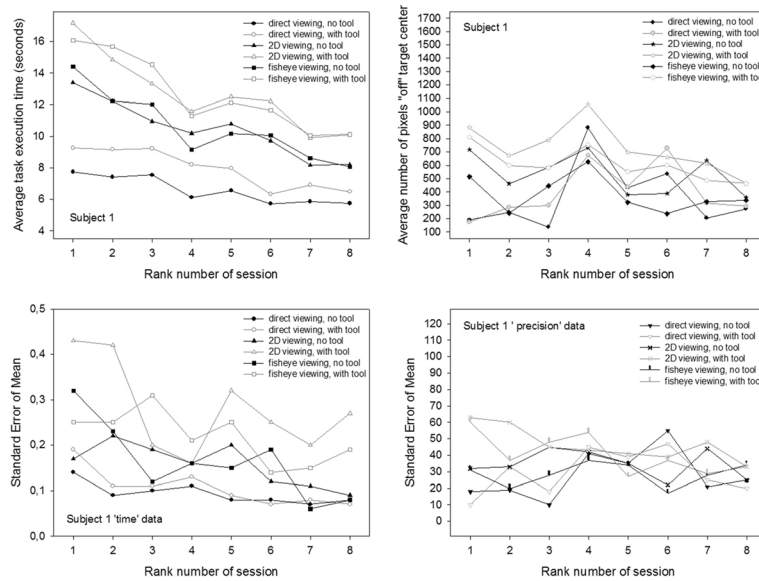 Average task execution time (seconds)
16
14
12
10
8
6
4
direct viewing, no tool
direct viewing, with tool
2D viewing, no tool
2D viewing, with tool
fisheye viewing, no tool
fisheye viewing, with tool
Subject 1
1 2 3 4 5 6 7 8
Rank number of session
Average number of pixels "off" target center
1700
1600
1500
1400
1300
1200
1100
1000
900
800
700
600
500
400
300
200
100
Subject 1
direct viewing, no tool
direct viewing, with tool
2D viewing, no tool
2D viewing, with tool
fisheye viewing, no tool
fisheye viewing, with tool
1 2 3 4 5 6 7 8
Rank number of session
Standard Error of Mean
0,5
0,4
0,3
0,2
0,1
0,0
direct viewing, no tool
direct viewing, with tool
2D viewing, no tool
2D viewing, with tool
fisheye viewing, no tool
fisheye viewing, with tool
Subject 1 'time' data
1 2 3 4 5 6 7 8
Rank number of session
Standard Error of Mean
120
110
100
90
80
70
60
50
40
30
20
10
0
Subject 1 ' precision' data
direct viewing, no tool
direct viewing, with tool
2D viewing, no tool
2D viewing, with tool
fisheye viewing, no tool
fisheye viewing, with tool
1 2 3 4 5 6 7 8
Rank number of session